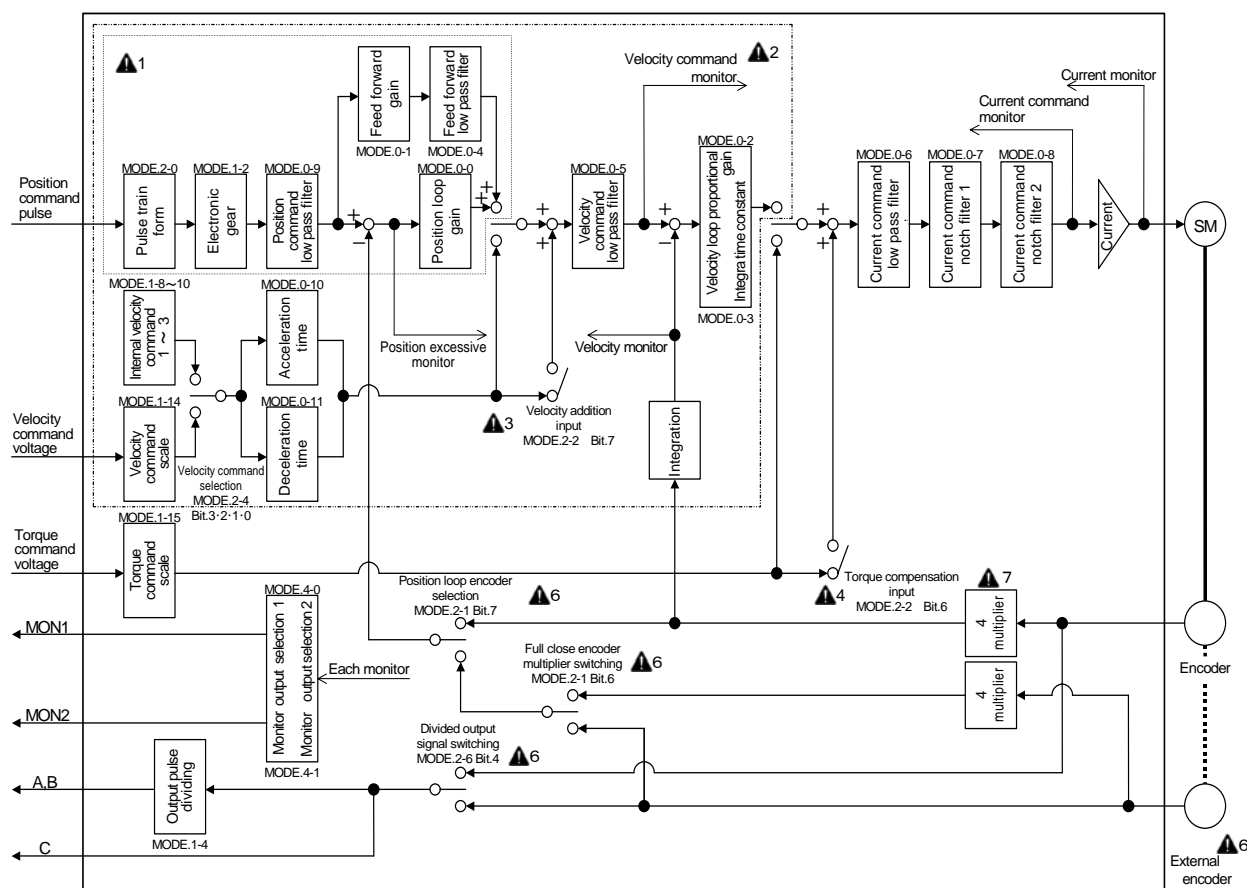 1
2
Velocity command
monitor
Current monitor
Current command
monitor
Feed forward
gain
Feed forward
low pass filter
MODE.0-1
MODE.0-4
MODE.2-0
MODE.1-2
MODE.0-9
MODE.0-0
MODE.0-5
MODE.0-2
MODE.0-6
MODE.0-7
MODE.0-8
Position
command
pulse
Pulse train
form
Electronic
gear
Position
command
low pass filter
+
−
Position loop
gain
+
+
+
+
Velocity
command
low pass filter
+
−
Velocity loop proportional
gain
Integra time constant
MODE.0-3
+
+
Current command
low pass filter
Current command
notch filter 1
Current command
notch filter 2
Current
SM
MODE.1-8~10
MODE.0-10
Internal velocity
command
1 ~ 3
Acceleration
time
Position excessive
monitor
Velocity monitor
MODE.1-14
MODE.0-11
Velocity
command
voltage
Velocity
command
scale
Velocity command
selection
MODE.2-4
Bit.3·2·1·0
Deceleration
time
3
Velocity addition
input
MODE.2-2 Bit.7
Integration
MODE.1-15
Torque
command
voltage
Torque
command
scale
MODE.4-0
Position loop encoder
selection
MODE.2-1 Bit.7
6
4
Torque compensation
input
MODE.2-2 Bit.6
7
4
multiplier
MON1
Monitor output selection 1
Monitor output selection 2
Each monitor
Full close encoder
multiplier switching
MODE.2-1 Bit.6
6
4
multiplier
Encoder
MON2
MODE.4-1
Divided output
signal switching
MODE.2-6 Bit.4
6
A,B
Output pulse
dividing
MODE.1-4
C
6
External
encoder